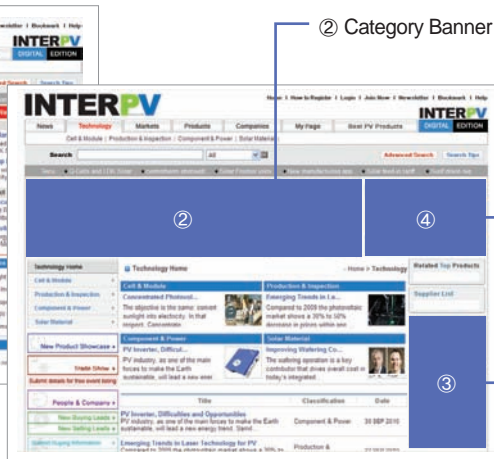 ② Category Banner
Newsletter | Bookmark | Help
INTERPV
DIGITAL EDITION
Search Tips
INTERPV
Home | How to Register | Login | Join Now | Newsletter | Bookmark | Help
INTERPV
News Technology Markets Products Companies My Page Best PV Products DIGITAL EDITION
Cell & Module | Production & Inspection | Component & Power | Solar Material
Search All Advanced Search Search Tips
②
④
Technology Home
Technology Home
Home > Technology
Related Top Products
Cell & Module
Production & Inspection
Component & Power
Solar Material
Cell & Module
Production & Inspection
Concentrated Photovol...
Emerging Trends in La...
The objective is the same: convert
sunlight into electricity. In that
respect, Concentrato
Compared to 2009 the photovoltaic
market shows a 30% to 50%
decrease in prices within one
Supplier List
③
Component & Power
Solar Material
New Product Showcase
PV Inverter, Difficul...
Improving Wafering Co...
Trade Show
PV industry, as one of the main
forces to make the Earth
sustainable, will lead a new ener
The wafering operation is a key
contributor that drives overall cost in
today's integrated
Submit details for free event listing
People & Company
Title Classification Date
New Buying Leads
New Selling Leads
PV Inverter, Difficulties and Opportunities
PV industry, as one of the main forces to make the Earth
sustainable, will lead a new energy trend. Samil
Component & Power 30 SEP 2010
Submit Buying Information
Emerging Trends in Laser Technology for PV
Compared to 2009 the photovoltaic market shows a 30% to
Production &